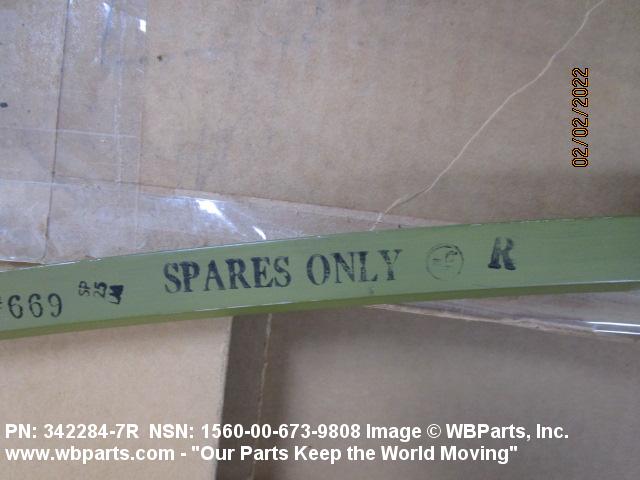 02/02/2022
669 SPARES ONLY R
PN: 342284-7R NSN: 1560-00-673-9808 Image © WBParts, Inc.
www.wbparts.com - "Our Parts Keep the World Moving"